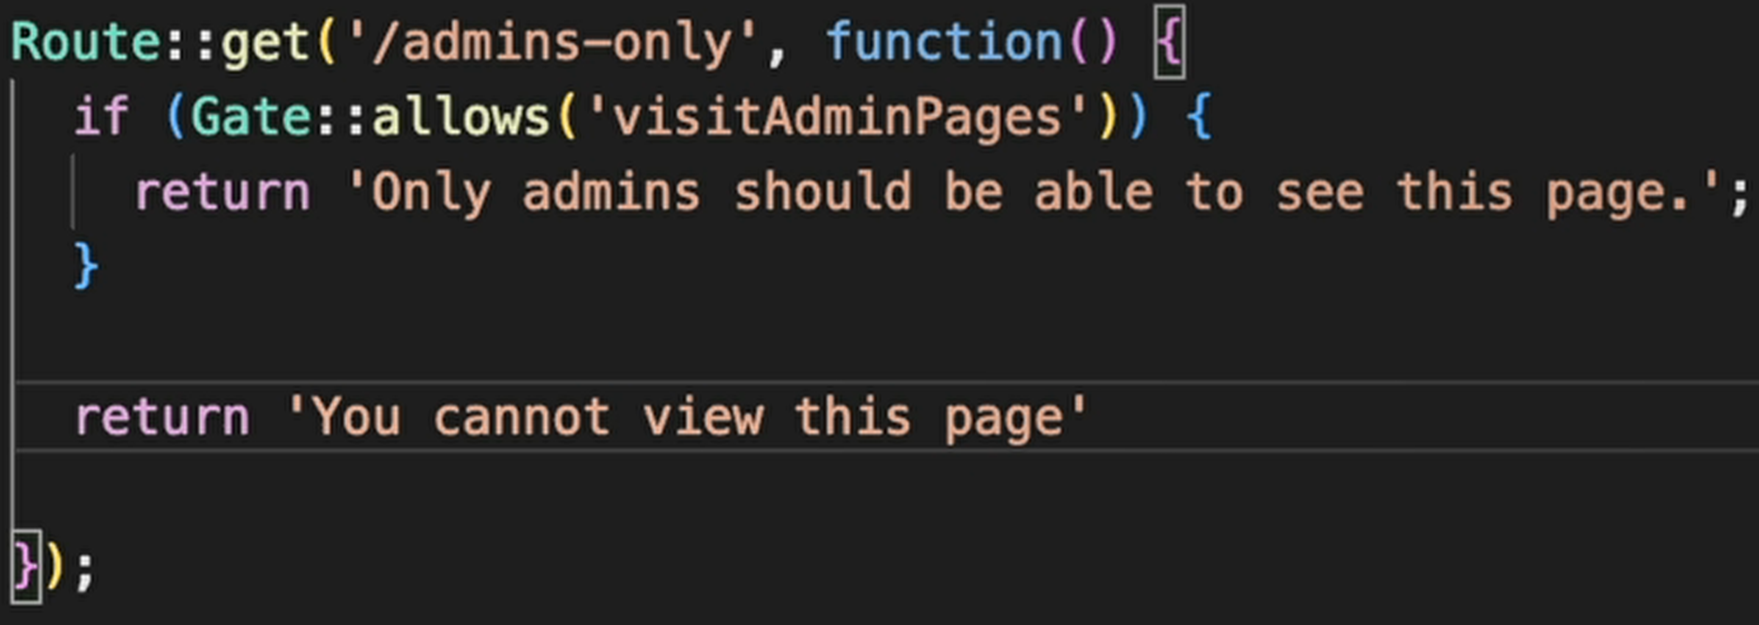 Route::get('/admins-only', function() {
  if (Gate::allows('visitAdminPages')) {
    return 'Only admins should be able to see this page.';
  }
  return 'You cannot view this page'
});